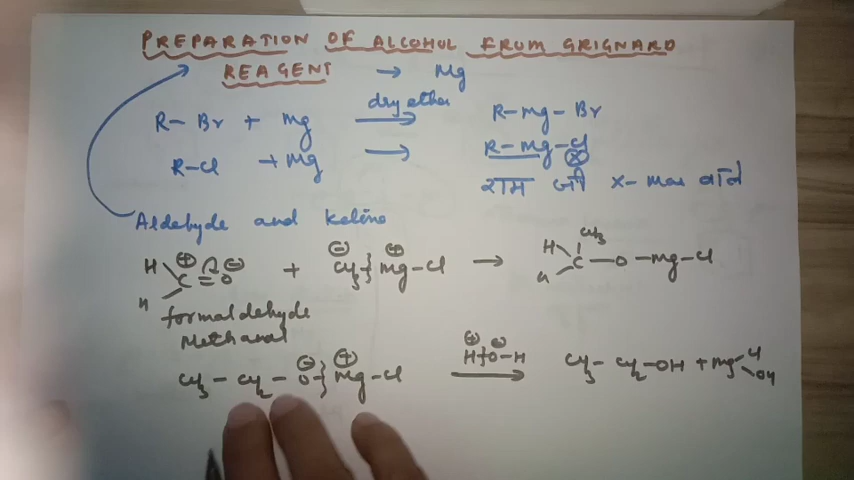 PREPARATION OF ALCOHOL FROM GRIGNARD
REAGENT → Mg
R- Br + Mg dry ether → R-Mg-Br
R-Cl + Mg → R-Mg-Cl
राम जी X-mas वाले
Aldehyde and Ketone
H H C=O + CH3 } Mg-Cl → H H C CH3 -O-Mg-Cl
formaldehyde
Methanal
CH3-CH2-O } Mg-Cl H}O-H → CH3-CH2-OH + Mg Cl OH